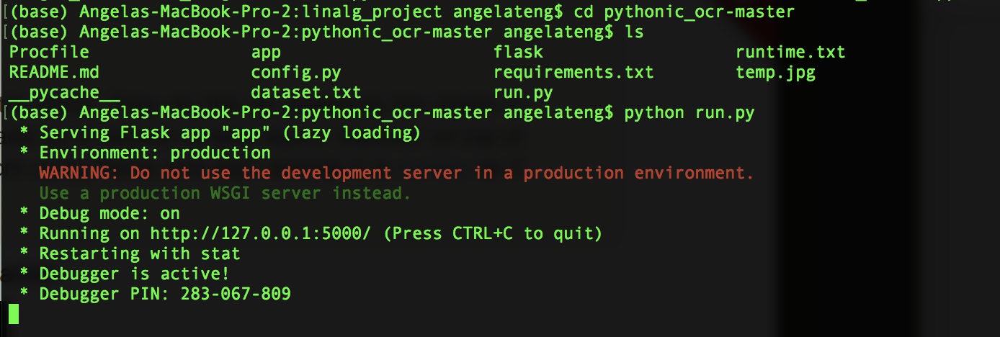 [(base) Angelas-MacBook-Pro-2:linalg_project angelateng$ cd pythonic_ocr-master
[(base) Angelas-MacBook-Pro-2:pythonic_ocr-master angelateng$ ls
Procfile app flask runtime.txt
README.md config.py requirements.txt temp.jpg
__pycache__ dataset.txt run.py
[(base) Angelas-MacBook-Pro-2:pythonic_ocr-master angelateng$ python run.py
* Serving Flask app "app" (lazy loading)
* Environment: production
WARNING: Do not use the development server in a production environment.
Use a production WSGI server instead.
* Debug mode: on
* Running on http://127.0.0.1:5000/ (Press CTRL+C to quit)
* Restarting with stat
* Debugger is active!
* Debugger PIN: 283-067-809